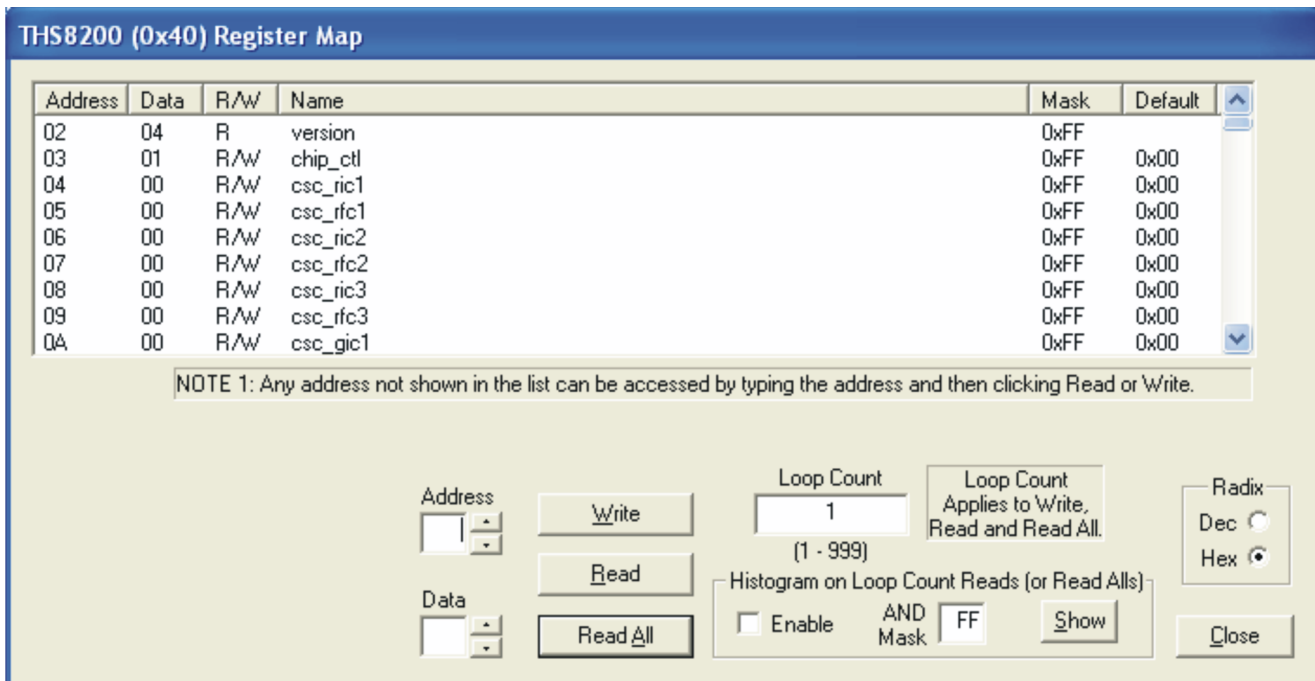 THS8200 (0x40) Register Map
Address Data R/W Name Mask Default
02 04 R version 0xFF
03 01 R/W chip_ctl 0xFF 0x00
04 00 R/W csc_ric1 0xFF 0x00
05 00 R/W csc_rfc1 0xFF 0x00
06 00 R/W csc_ric2 0xFF 0x00
07 00 R/W csc_rfc2 0xFF 0x00
08 00 R/W csc_ric3 0xFF 0x00
09 00 R/W csc_rfc3 0xFF 0x00
0A 00 R/W csc_gic1 0xFF 0x00
NOTE 1: Any address not shown in the list can be accessed by typing the address and then clicking Read or Write.
Address
Write
Read
Data
Read All
Loop Count
1
(1 - 999)
Loop Count
Applies to Write,
Read and Read All.
Histogram on Loop Count Reads (or Read Alls)
Enable
AND
Mask
FF
Show
Radix
Dec
Hex
Close